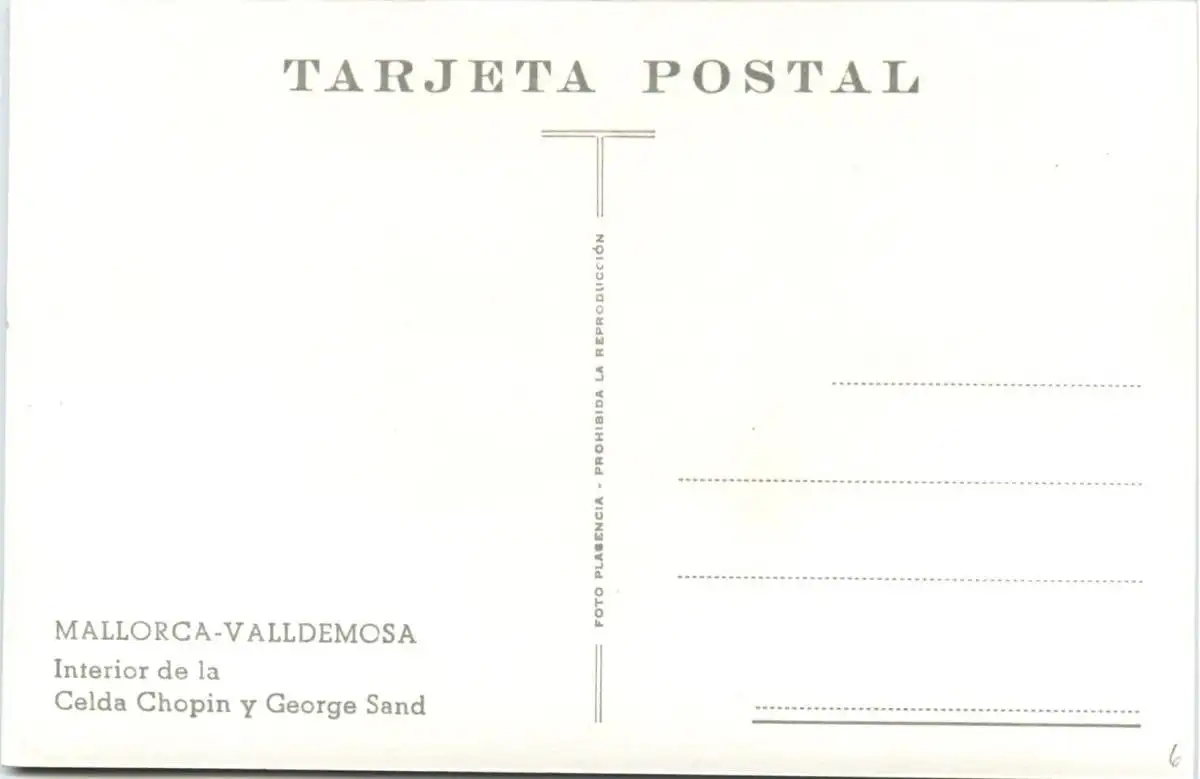 TARJETA POSTAL
FOTO PLASENCIA - PROHIBIDA LA REPRODUCCIÓN
MALLORCA-VALLDEMOSA
Interior de la
Celda Chopin y George Sand
6